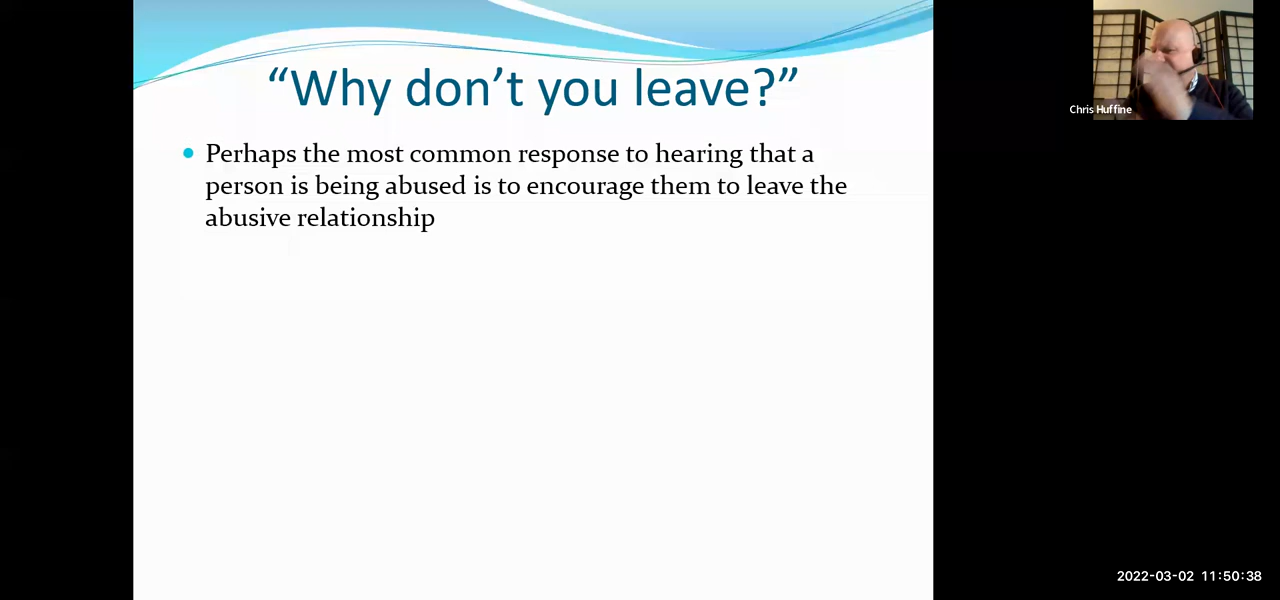 “Why don’t you leave?”
Perhaps the most common response to hearing that a
person is being abused is to encourage them to leave the
abusive relationship
Chris Huffine
2022-03-02 11:50:38